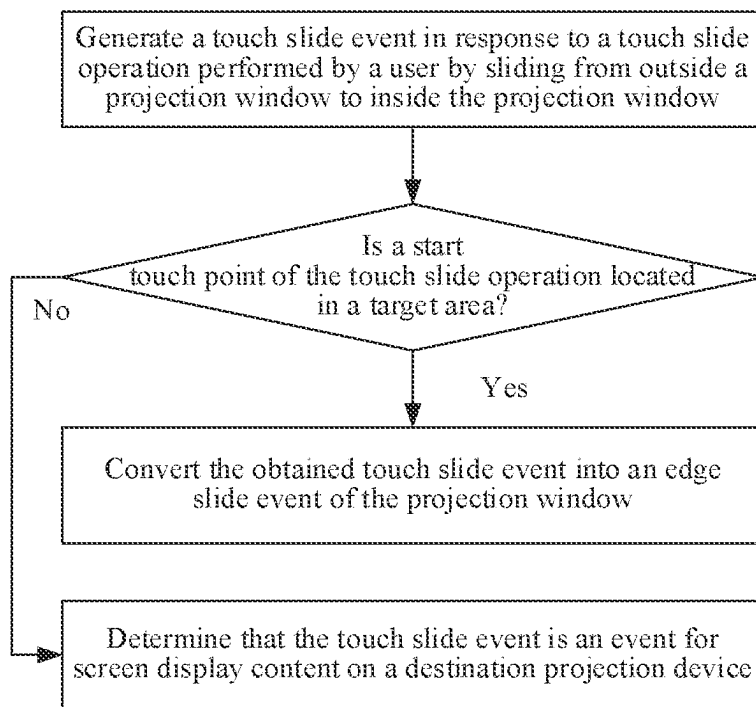 Generate a touch slide event in response to a touch slide
operation performed by a user by sliding from outside a
projection window to inside the projection window
Is a start
touch point of the touch slide operation located
in a target area?
No
Yes
Convert the obtained touch slide event into an edge
slide event of the projection window
Determine that the touch slide event is an event for
screen display content on a destination projection device